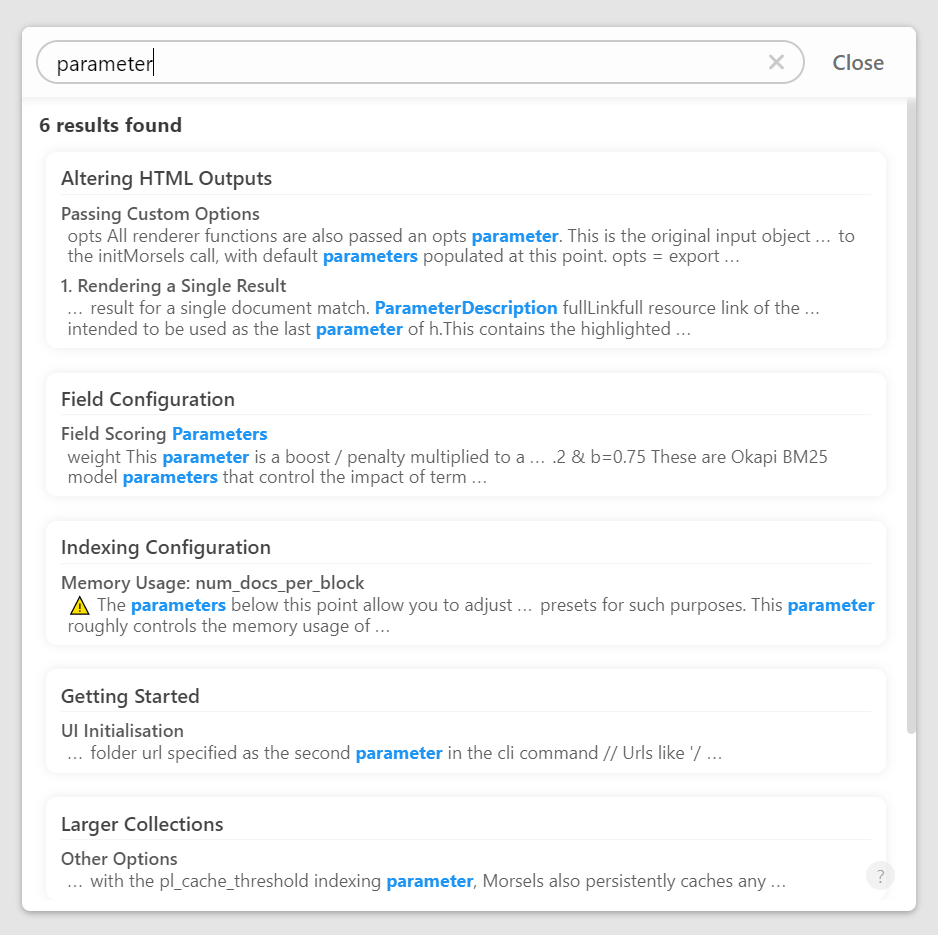 parameter
Close
6 results found
Altering HTML Outputs
Passing Custom Options
opts All renderer functions are also passed an opts parameter. This is the original input object ... to
the initMorsels call, with default parameters populated at this point. opts = export ...
1. Rendering a Single Result
... result for a single document match. ParameterDescription fullLinkfull resource link of the ...
intended to be used as the last parameter of h.This contains the highlighted ...
Field Configuration
Field Scoring Parameters
weight This parameter is a boost / penalty multiplied to a ... .2 & b=0.75 These are Okapi BM25
model parameters that control the impact of term ...
Indexing Configuration
Memory Usage: num_docs_per_block
⚠ The parameters below this point allow you to adjust ... presets for such purposes. This parameter
roughly controls the memory usage of ...
Getting Started
UI Initialisation
... folder url specified as the second parameter in the cli command // Urls like '/ ...
Larger Collections
Other Options
... with the pl_cache_threshold indexing parameter, Morsels also persistently caches any ...
?